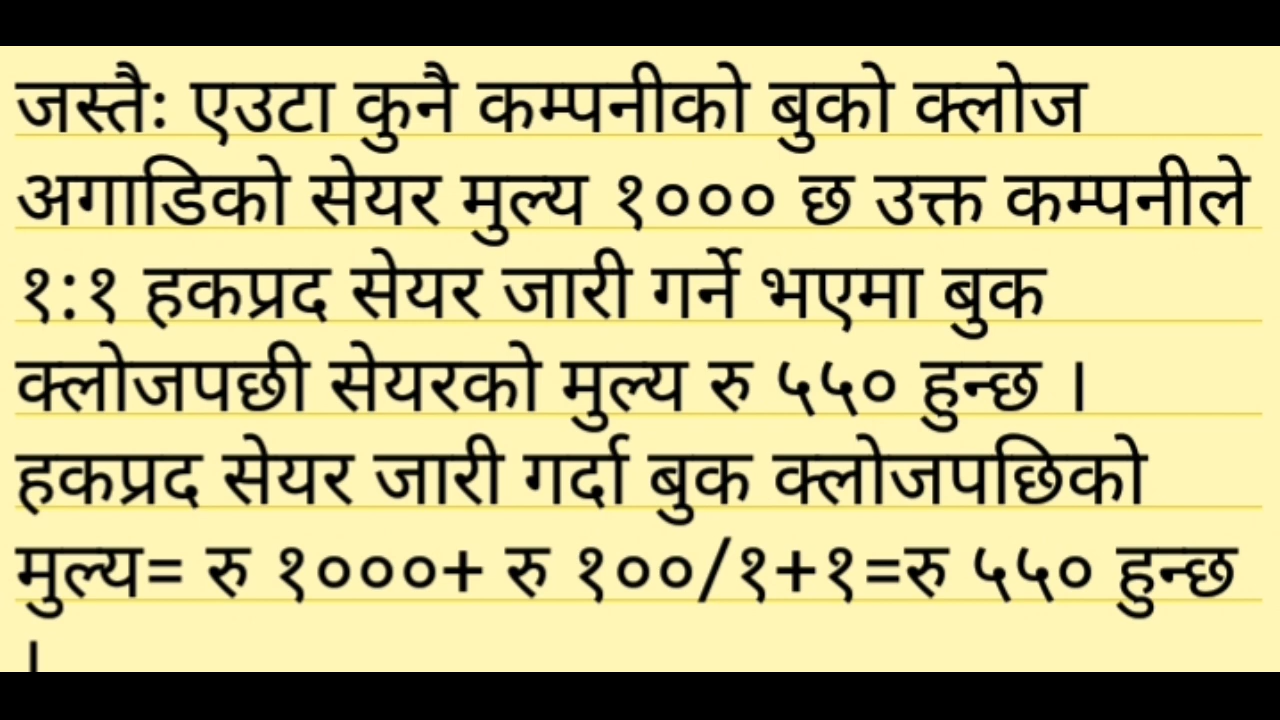 जस्तैः एउटा कुनै कम्पनीको बुको क्लोज
अगाडिको सेयर मुल्य १००० छ उक्त कम्पनीले
१:१ हकप्रद सेयर जारी गर्ने भएमा बुक
क्लोजपछी सेयरको मुल्य रु ५५० हुन्छ ।
हकप्रद सेयर जारी गर्दा बुक क्लोजपछिको
मुल्य= रु १०००+ रु १००/१+१=रु ५५० हुन्छ
।